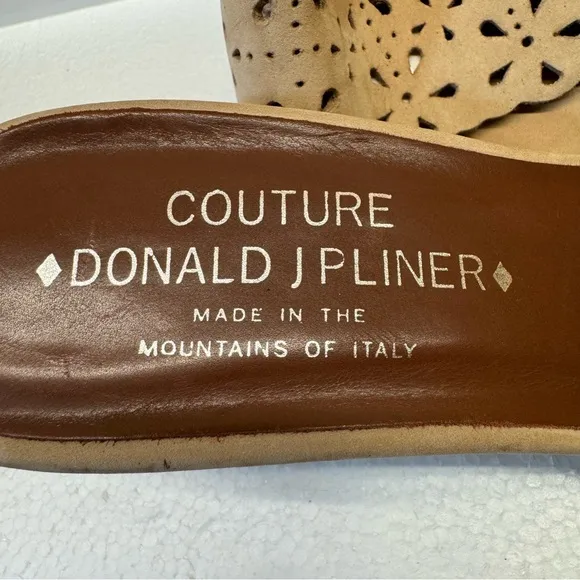 COUTURE
♦DONALD J PLINER♦
MADE IN THE
MOUNTAINS OF ITALY